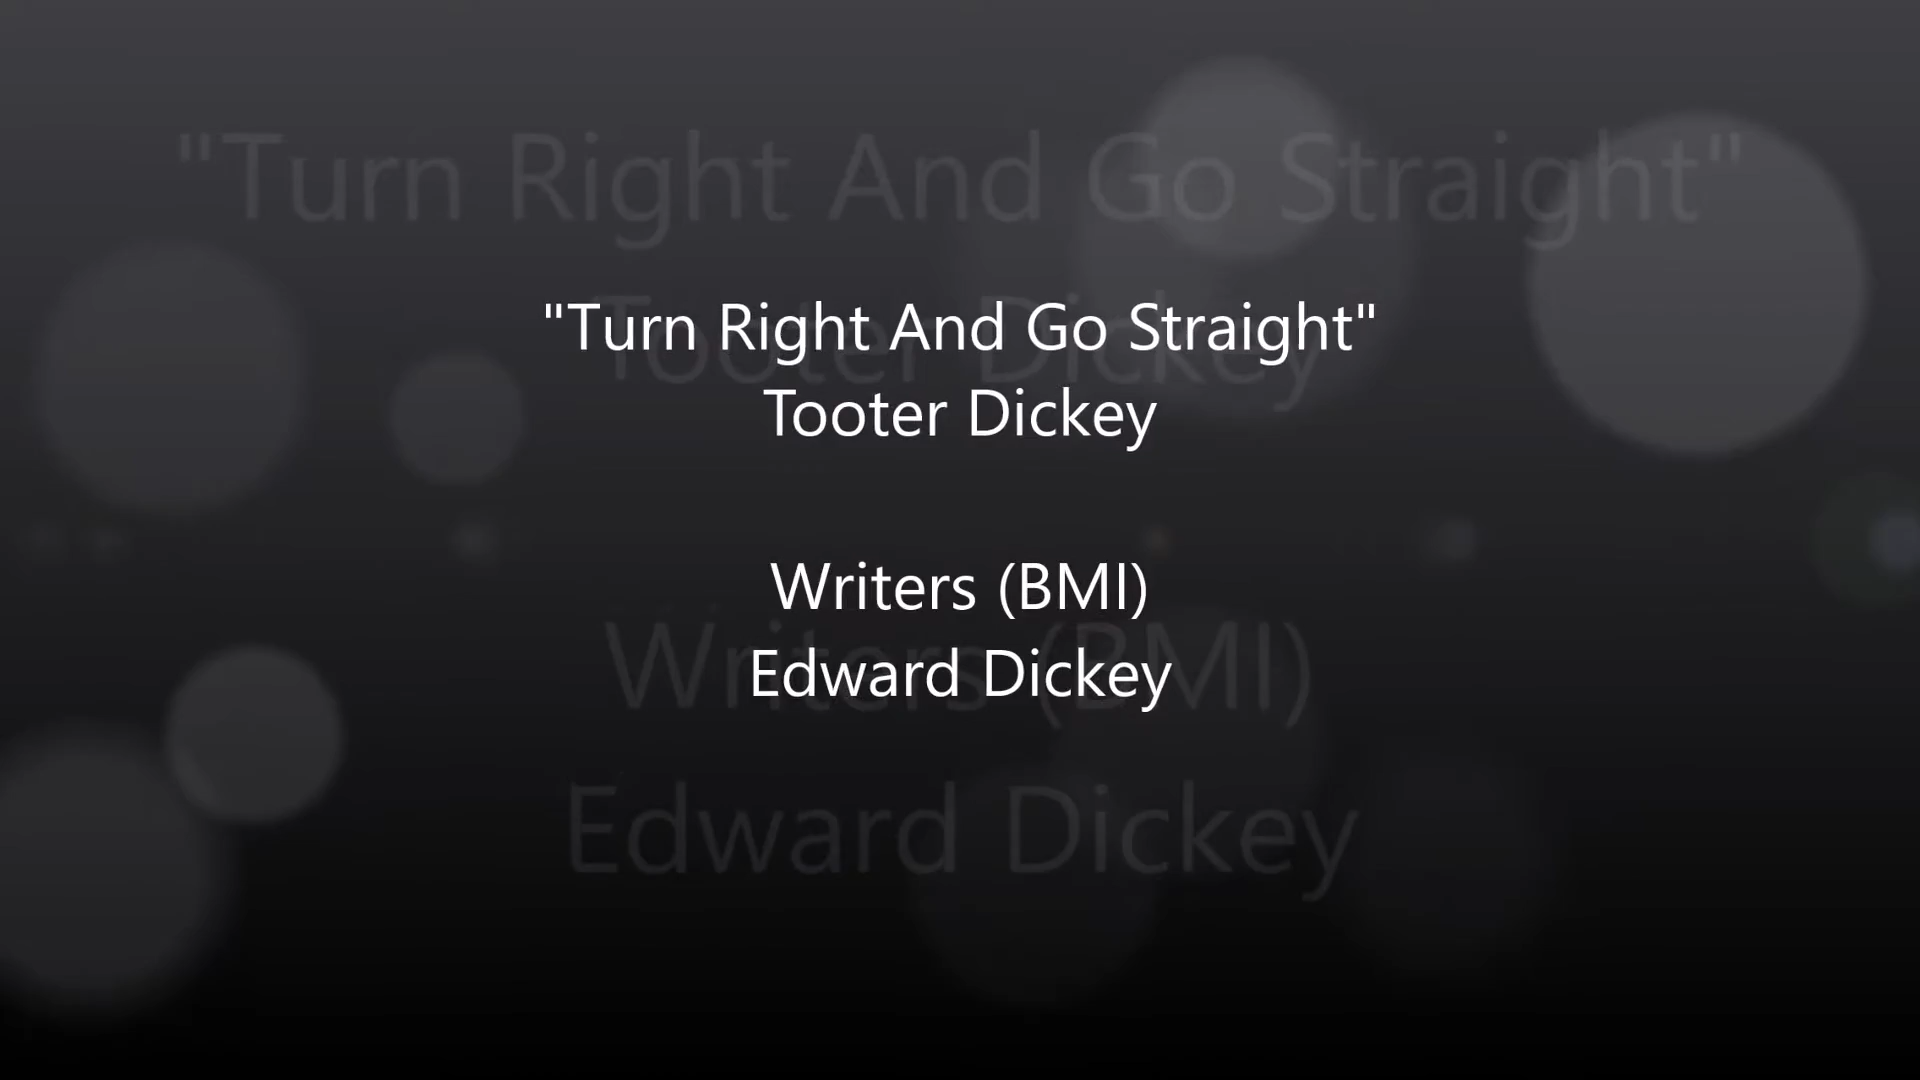 "Turn Right And Go Straight"
Tooter Dickey
Writers (BMI)
Edward Dickey